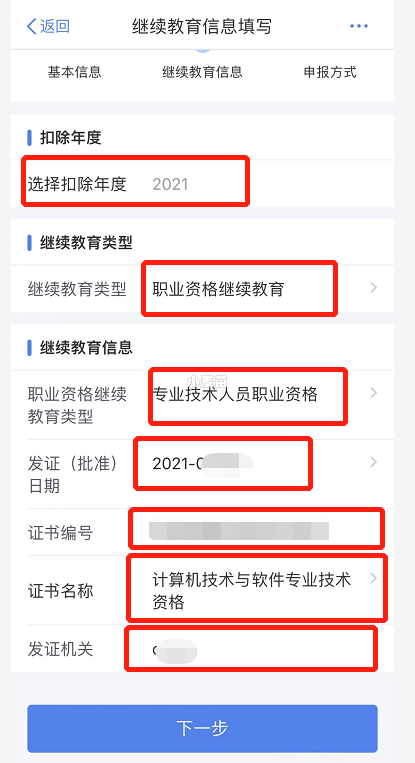 返回 继续教育信息填写
基本信息 继续教育信息 申报方式
扣除年度
选择扣除年度 2021
继续教育类型
继续教育类型 职业资格继续教育
继续教育信息
职业资格继续
教育类型
专业技术人员职业资格
发证（批准）
日期
2021-0
证书编号
证书名称
计算机技术与软件专业技术
资格
发证机关
下一步